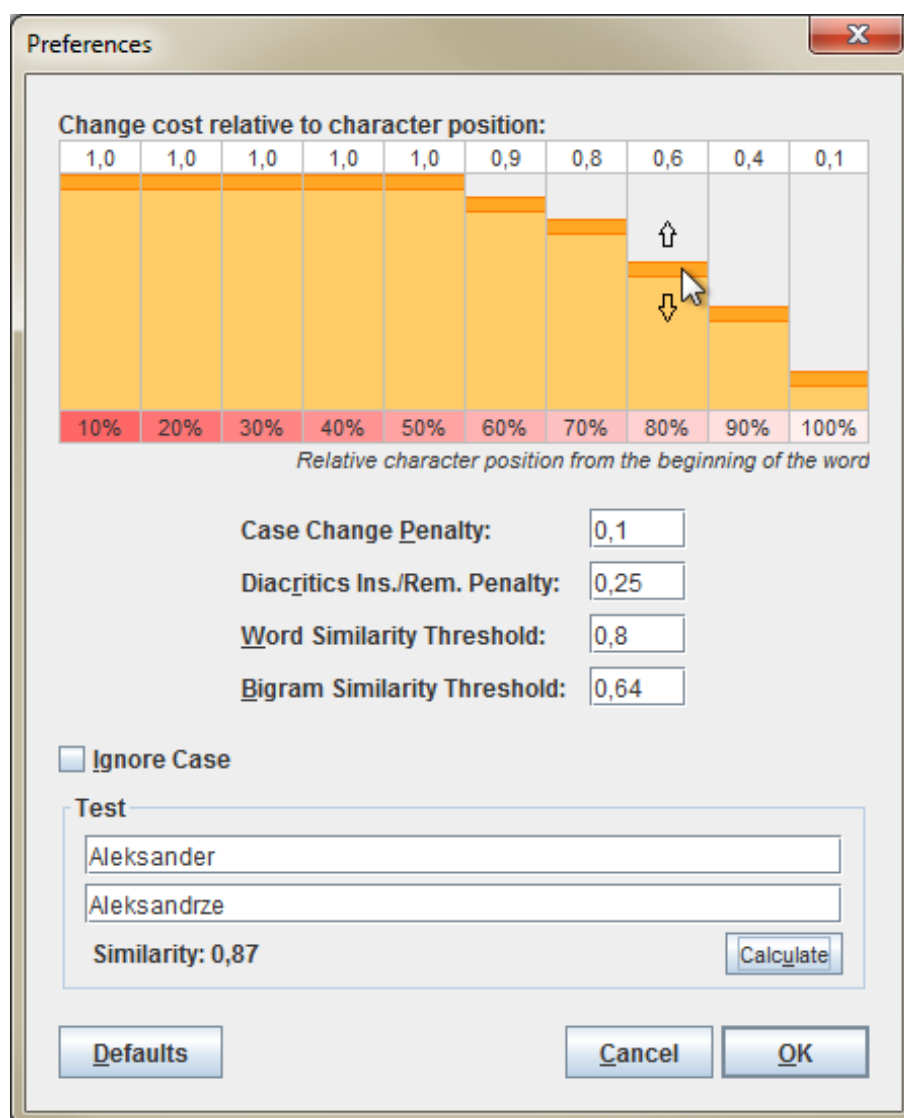 Preferences
Change cost relative to character position:
1,0 1,0 1,0 1,0 1,0 0,9 0,8 0,6 0,4 0,1
10% 20% 30% 40% 50% 60% 70% 80% 90% 100%
Relative character position from the beginning of the word
Case Change Penalty: 0,1
Diacritics Ins./Rem. Penalty: 0,25
Word Similarity Threshold: 0,8
Bigram Similarity Threshold: 0,64
Ignore Case
Test
Aleksander
Aleksandrze
Similarity: 0,87 Calculate
Defaults Cancel OK